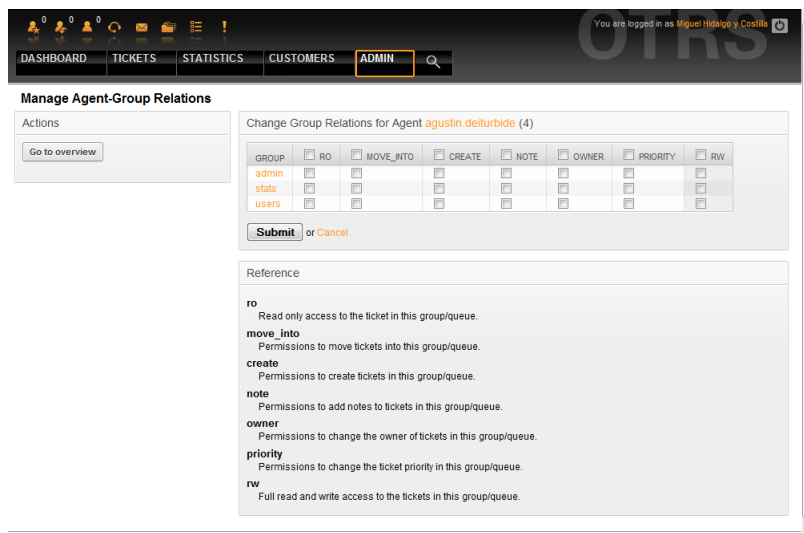 0 0 0
You are logged in as Miguel Hidalgo y Costilla
OTRS
DASHBOARD TICKETS STATISTICS CUSTOMERS ADMIN
Manage Agent-Group Relations
Actions
Go to overview
Change Group Relations for Agent agustin.deiturbide (4)
GROUP RO MOVE_INTO CREATE NOTE OWNER PRIORITY RW
admin
stats
users
Submit or Cancel
Reference
ro
Read only access to the ticket in this group/queue.
move_into
Permissions to move tickets into this group/queue.
create
Permissions to create tickets in this group/queue.
note
Permissions to add notes to tickets in this group/queue.
owner
Permissions to change the owner of tickets in this group/queue.
priority
Permissions to change the ticket priority in this group/queue.
rw
Full read and write access to the tickets in this group/queue.